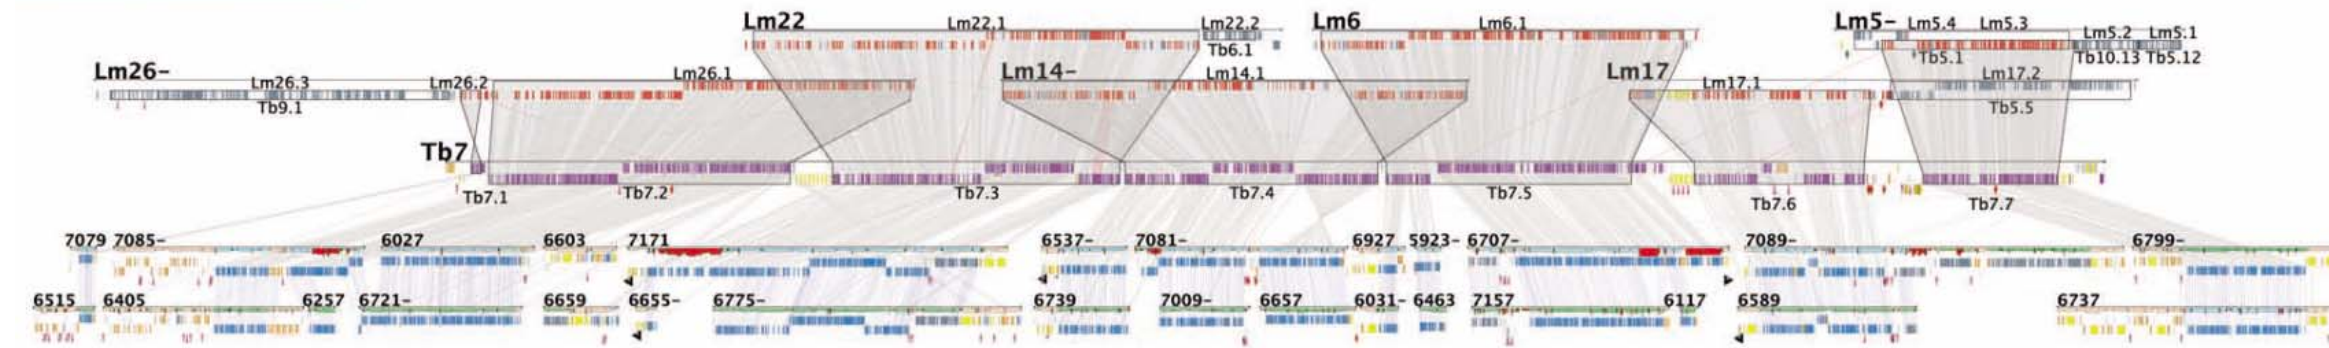 Lm22 Lm22.1 Lm22.2 Lm6 Lm6.1 Lm5- Lm5.4 Lm5.3 Lm5.2 Lm5.1
Tb6.1 Tb5.1 Tb10.13 Tb5.12
Lm26- Lm26.3 Lm26.2 Lm26.1 Lm14- Lm14.1 Lm17 Lm17.1 Lm17.2
Tb9.1 Tb5.5
Tb7
Tb7.1 Tb7.2 Tb7.3 Tb7.4 Tb7.5 Tb7.6 Tb7.7
7079 7085- 6027 6603 7171 6537- 7081- 6927 5923- 6707- 7089- 6799-
6515 6405 6257 6721- 6659 6655- 6775- 6739 7009- 6657 6031- 6463 7157 6117 6589 6737